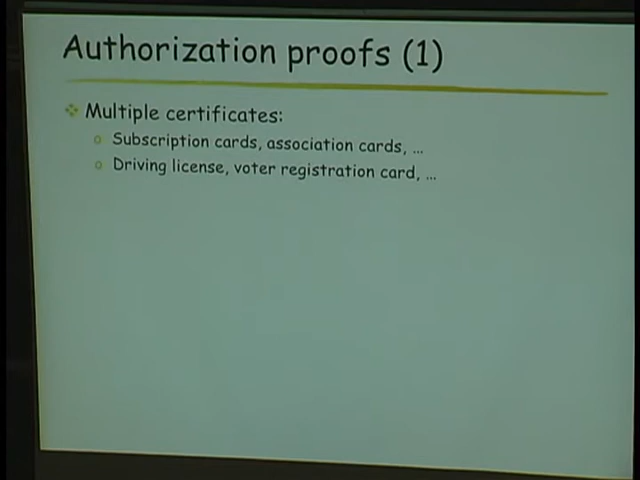 Authorization proofs (1)
Multiple certificates:
Subscription cards, association cards, ...
Driving license, voter registration card, ...